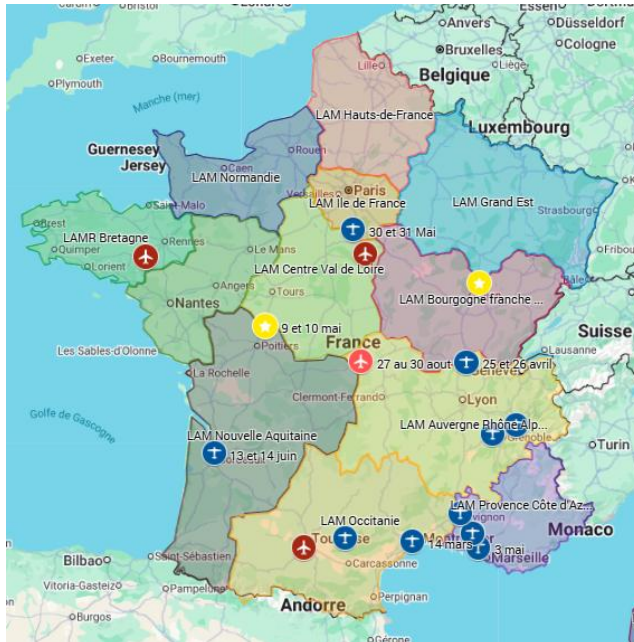 Essen
Düsseldorf
Cologne
Anvers
Bruxelles
Liège
Belgique
Exeter
Bournemouth
Plymouth
Lille
Manche (mer)
LAM Hauts-de-France
Luxembourg
Guernesey
Jersey
Rouen
Caen
LAM Normandie
Versailles
Paris
LAM Ile de France
LAM Grand Est
Strasbourg
Saint-Malo
Brest
Quimper
LAMR Bretagne
Rennes
Lorient
30 et 31 Mai
Le Mans
LAM Centre Val de Loire
Angers
Tours
Nantes
LAM Bourgogne franche ...
Bâle
Fribou
9 et 10 mai
Poitiers
France
Suisse
Les Sables-d'Olonne
Lausanne
27 au 30 aout
25 et 26 avril
La Rochelle
Clermont-Ferrand
Lyon
LAM Auvergne Rhône Alp...
Grenoble
Golfe de Gascogne
LAM Nouvelle Aquitaine
13 et 14 juin
Turin
LAM Provence Côte d'Az...
Monaco
LAM Occitanie
14 mars
3 mai
Marseille
Bilbao
Saint-Sébastien
Carcassonne
Vitoria-Gasteiz
Pampelune
Andorre
Perpignan
Burgos
Gérone